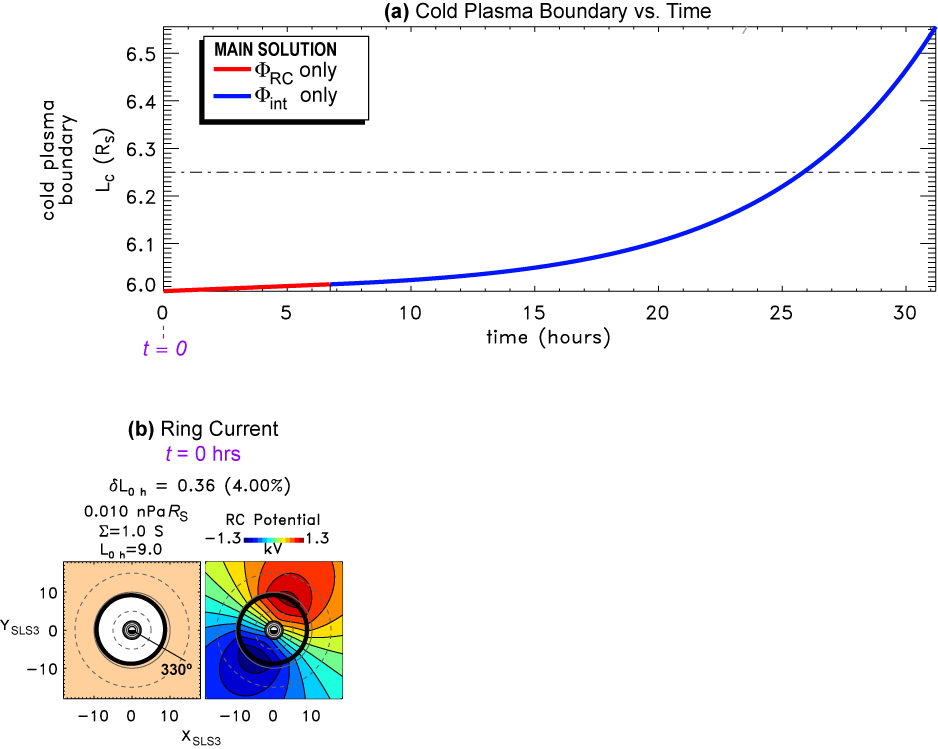 (a) Cold Plasma Boundary vs. Time
MAIN SOLUTION
ΦRC only
Φint only
cold plasma
boundary
Lc (RS)
6.5
6.4
6.3
6.2
6.1
6.0
0 5 10 15 20 25 30
time (hours)
t = 0
(b) Ring Current
t = 0 hrs
δL0 h = 0.36 (4.00%)
0.010 nPa RS
Σ=1.0 S
L0 h=9.0
RC Potential
−1.3 1.3
kV
YSLS3
10
0
−10
330º
−10 0 10
−10 0 10
XSLS3